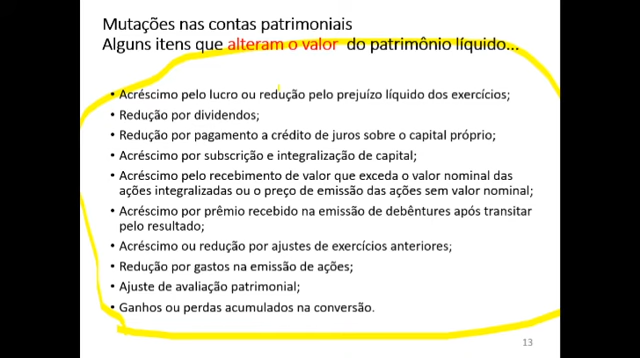 Mutações nas contas patrimoniais
Alguns itens que alteram o valor do patrimônio líquido...
• Acréscimo pelo lucro ou redução pelo prejuízo líquido dos exercícios;
• Redução por dividendos;
• Redução por pagamento a crédito de juros sobre o capital próprio;
• Acréscimo por subscrição e integralização de capital;
• Acréscimo pelo recebimento de valor que exceda o valor nominal das
ações integralizadas ou o preço de emissão das ações sem valor nominal;
• Acréscimo por prêmio recebido na emissão de debêntures após transitar
pelo resultado;
• Acréscimo ou redução por ajustes de exercícios anteriores;
• Redução por gastos na emissão de ações;
• Ajuste de avaliação patrimonial;
• Ganhos ou perdas acumulados na conversão.
13